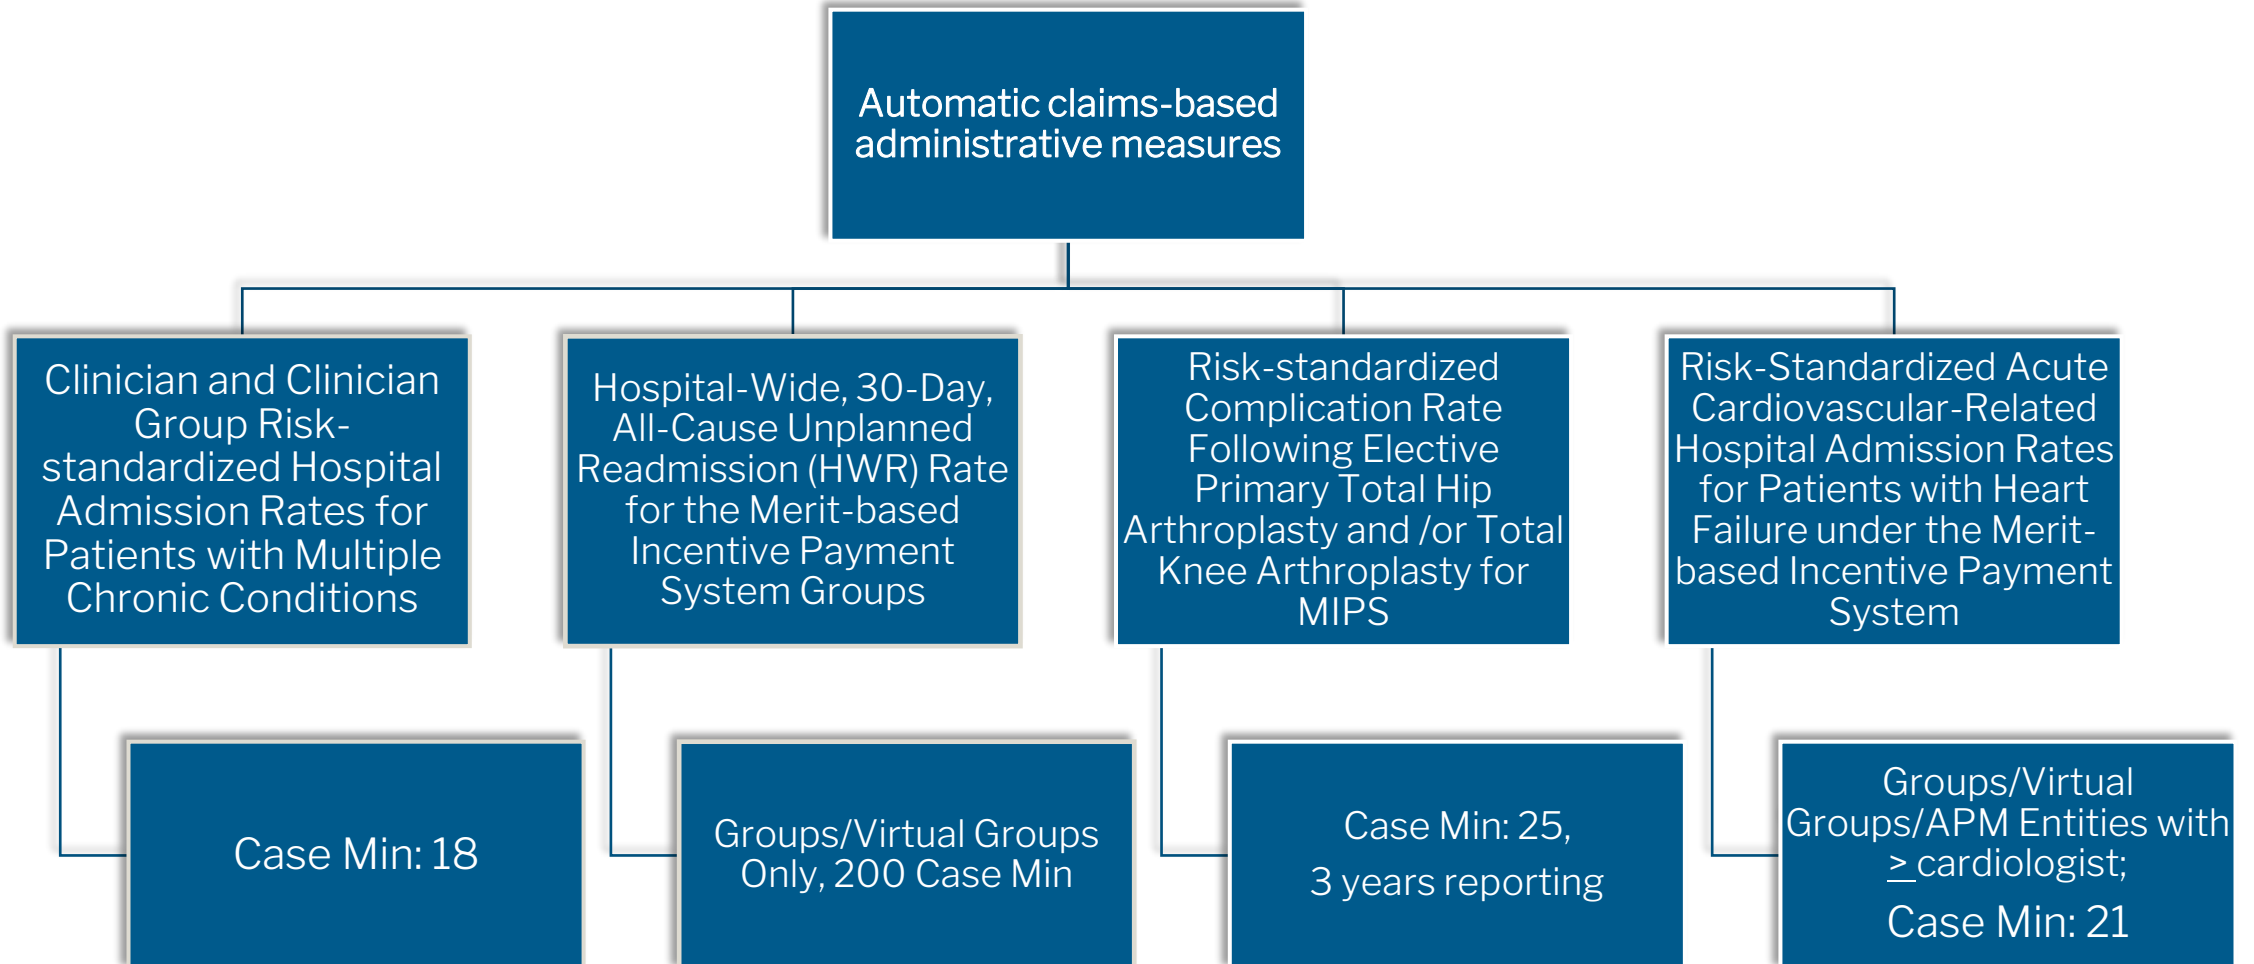 Automatic claims-based
administrative measures
Clinician and Clinician
Group Risk-
standardized Hospital
Admission Rates for
Patients with Multiple
Chronic Conditions
Hospital-Wide, 30-Day,
All-Cause Unplanned
Readmission (HWR) Rate
for the Merit-based
Incentive Payment
System Groups
Risk-standardized
Complication Rate
Following Elective
Primary Total Hip
Arthroplasty and /or Total
Knee Arthroplasty for
MIPS
Risk-Standardized Acute
Cardiovascular-Related
Hospital Admission Rates
for Patients with Heart
Failure under the Merit-
based Incentive Payment
System
Case Min: 18
Groups/Virtual Groups
Only, 200 Case Min
Case Min: 25,
3 years reporting
Groups/Virtual
Groups/APM Entities with
> cardiologist;
Case Min: 21